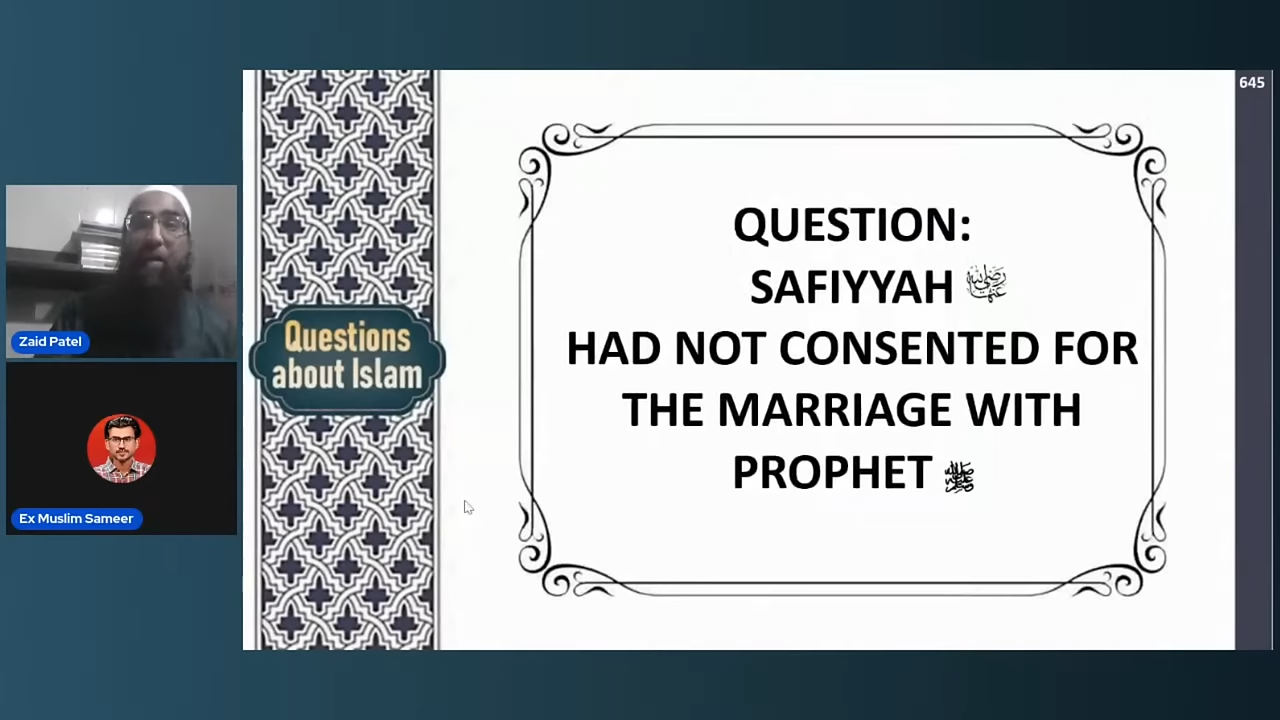 645
QUESTION:
SAFIYYAH رضي الله عنها
HAD NOT CONSENTED FOR
THE MARRIAGE WITH
PROPHET ﷺ
Questions
about Islam
Zaid Patel
Ex Muslim Sameer